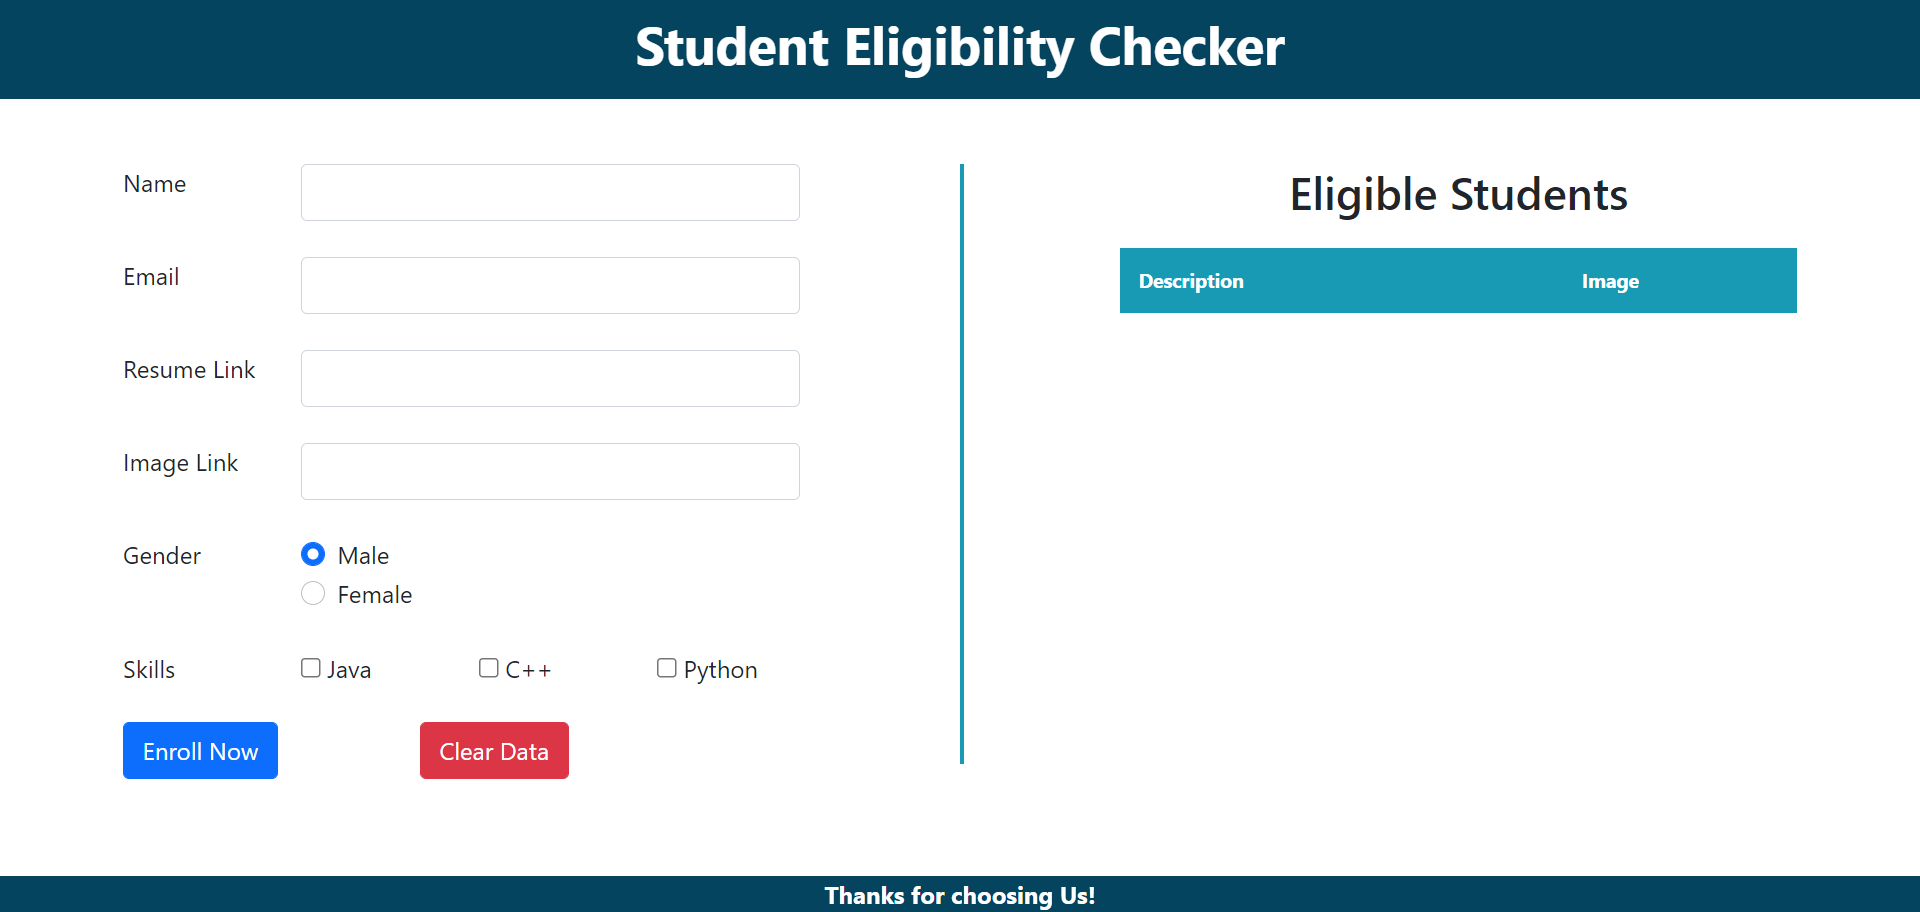 Student Eligibility Checker
Name
Email
Resume Link
Image Link
Gender
Male
Female
Skills
Java
C++
Python
Enroll Now
Clear Data
Eligible Students
Description
Image
Thanks for choosing Us!